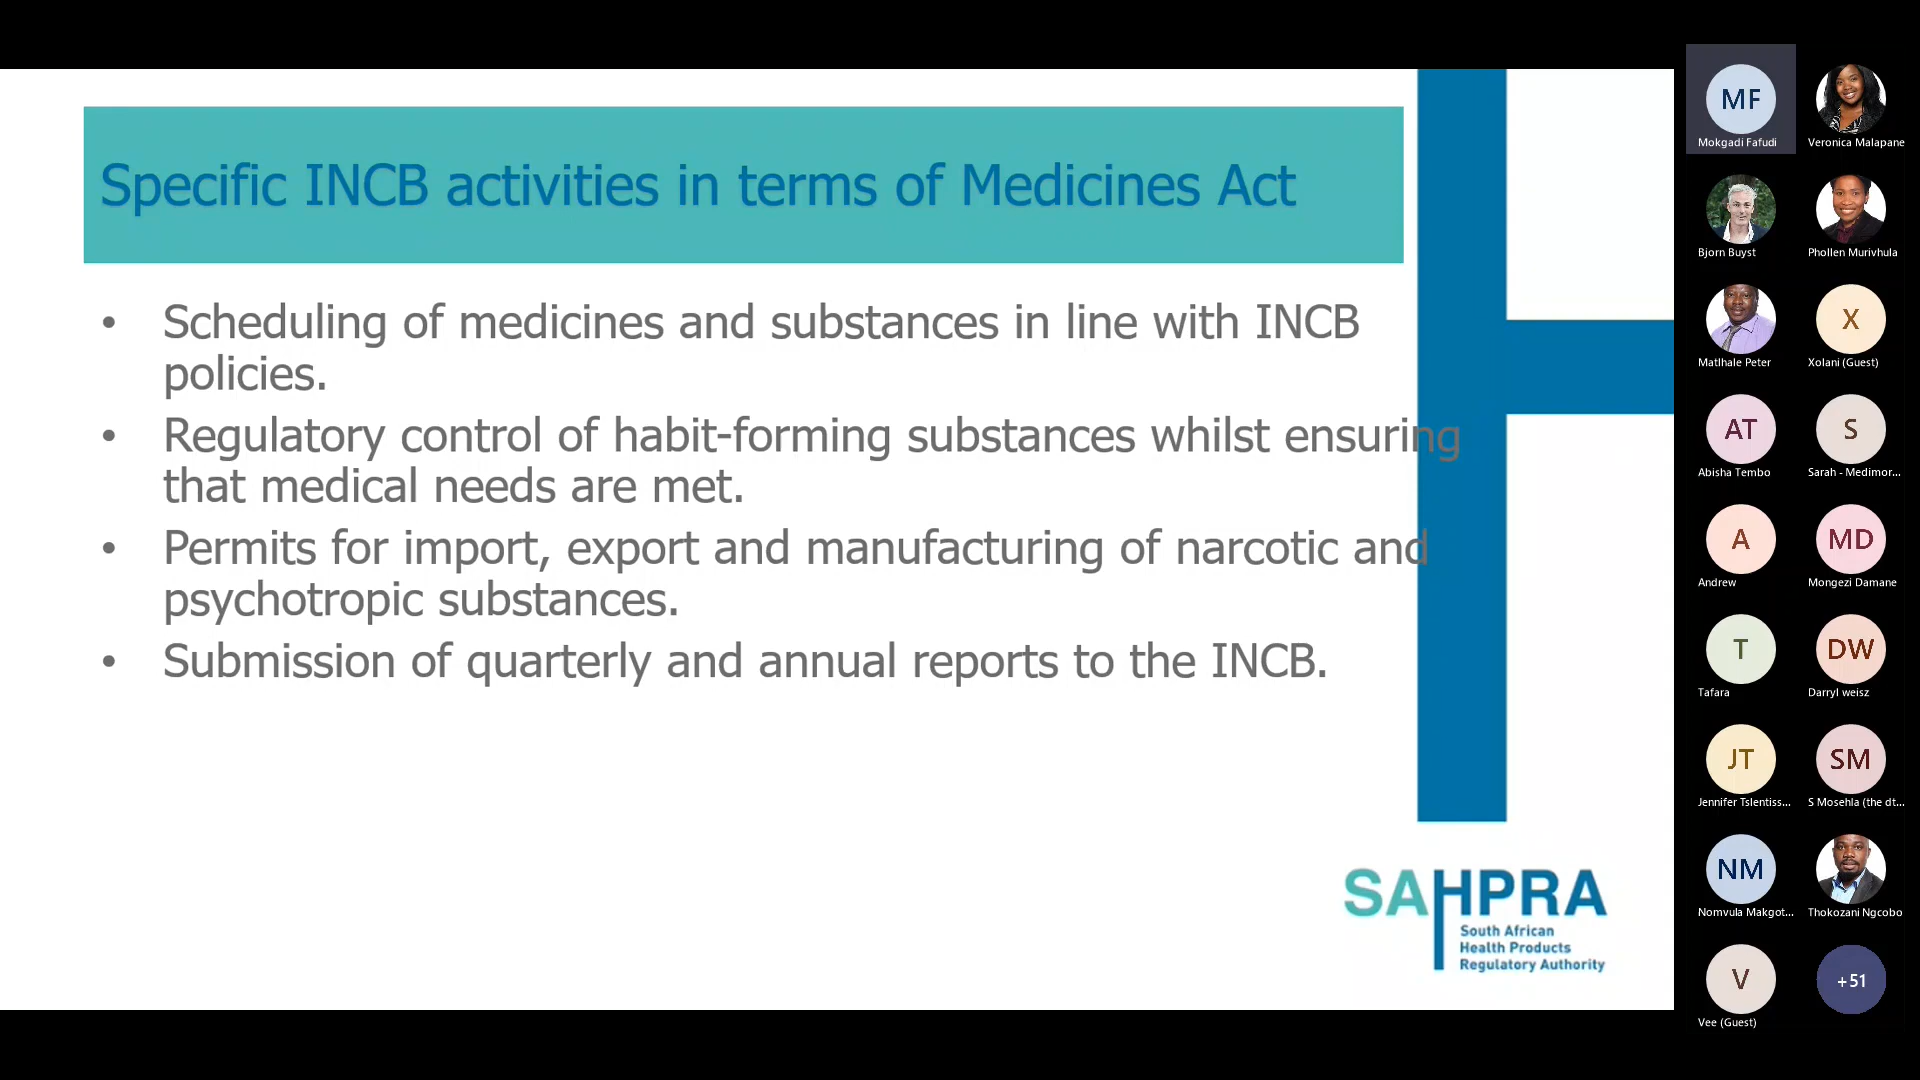 Specific INCB activities in terms of Medicines Act
• Scheduling of medicines and substances in line with INCB
policies.
• Regulatory control of habit-forming substances whilst ensuring
that medical needs are met.
• Permits for import, export and manufacturing of narcotic and
psychotropic substances.
• Submission of quarterly and annual reports to the INCB.
SAHPRA
South African
Health Products
Regulatory Authority
MF
Mokgadi Fafudi
Veronica Malapane
Bjorn Buyst
Phollen Murivhula
Matlhale Peter
X
Xolani (Guest)
AT
Abisha Tembo
S
Sarah - Medimor...
A
Andrew
MD
Mongezi Damane
T
Tafara
DW
Darryl weisz
JT
Jennifer Tslentiss...
SM
S Mosehla (the dt...
NM
Nomvula Makgot...
Thokozani Ngcobo
V
Vee (Guest)
+51